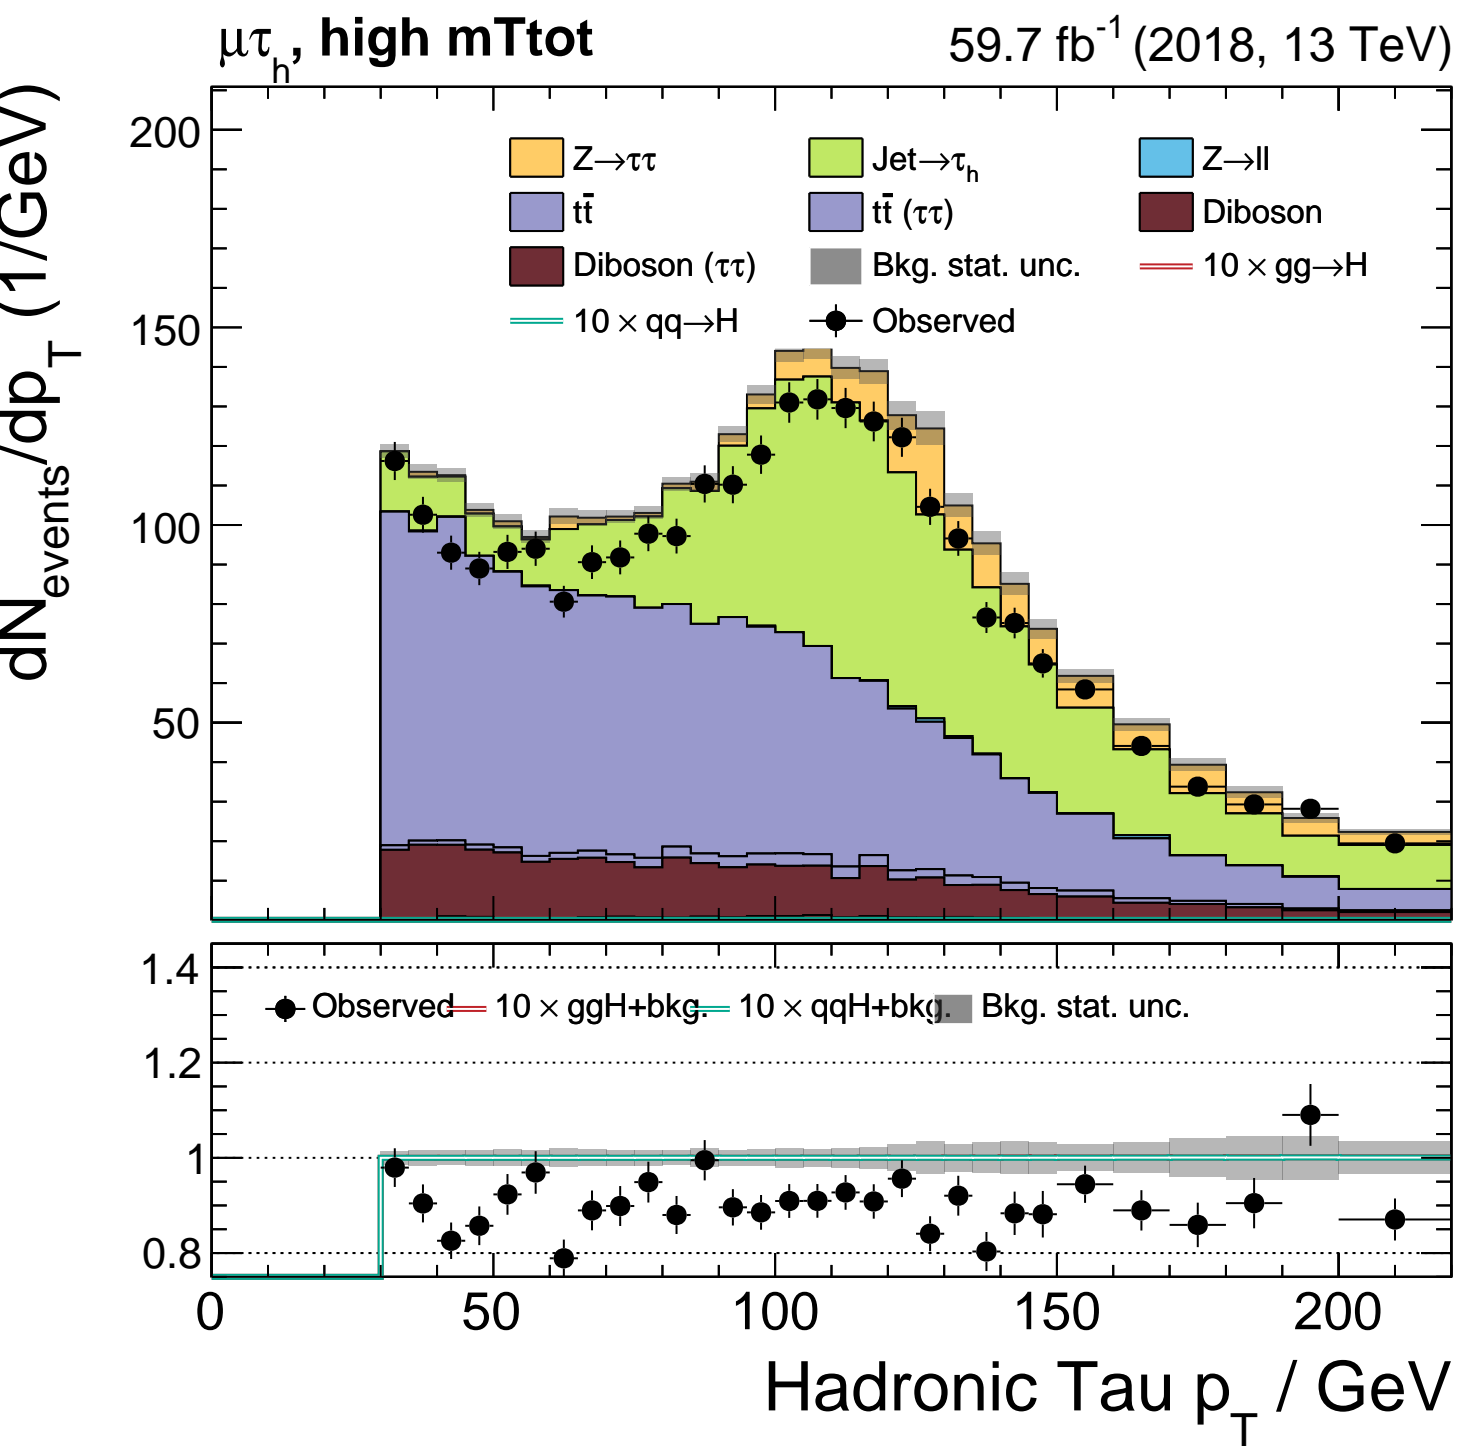 μτh, high mTtot 59.7 fb-1 (2018, 13 TeV)
dNevents/dpT (1/GeV)
200
150
100
50
Z→ττ Jet→τh Z→ll
tt̄ tt̄ (ττ) Diboson
Diboson (ττ) Bkg. stat. unc. 10 × gg→H
10 × qq→H Observed
1.4
1.2
1
0.8
Observed 10 × ggH+bkg. 10 × qqH+bkg. Bkg. stat. unc.
0 50 100 150 200
Hadronic Tau pT / GeV